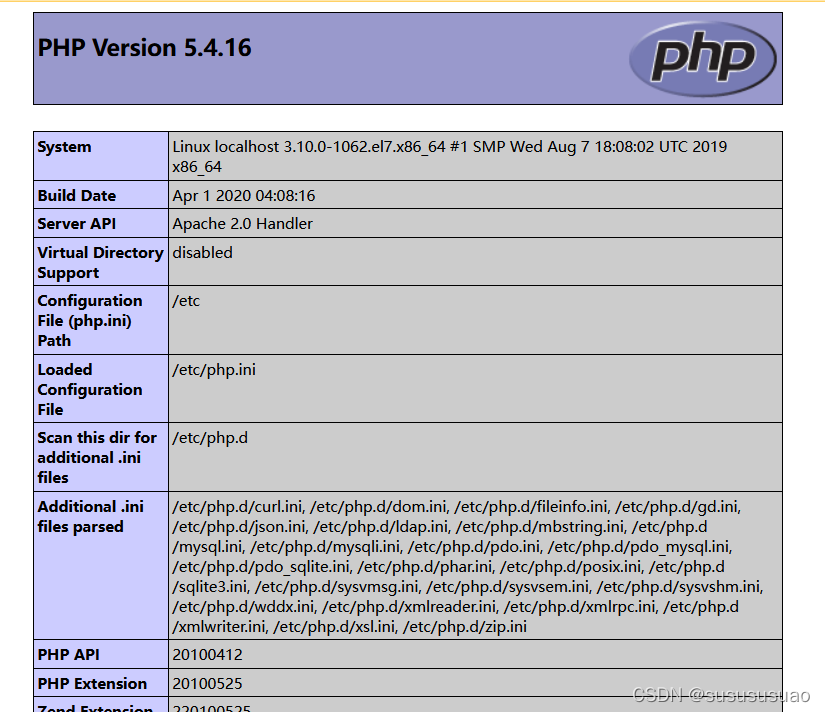 PHP Version 5.4.16
php
System
Linux localhost 3.10.0-1062.el7.x86_64 #1 SMP Wed Aug 7 18:08:02 UTC 2019
x86_64
Build Date
Apr 1 2020 04:08:16
Server API
Apache 2.0 Handler
Virtual Directory
Support
disabled
Configuration
File (php.ini)
Path
/etc
Loaded
Configuration
File
/etc/php.ini
Scan this dir for
additional .ini
files
/etc/php.d
Additional .ini
files parsed
/etc/php.d/curl.ini, /etc/php.d/dom.ini, /etc/php.d/fileinfo.ini, /etc/php.d/gd.ini,
/etc/php.d/json.ini, /etc/php.d/ldap.ini, /etc/php.d/mbstring.ini, /etc/php.d
/mysql.ini, /etc/php.d/mysqli.ini, /etc/php.d/pdo.ini, /etc/php.d/pdo_mysql.ini,
/etc/php.d/pdo_sqlite.ini, /etc/php.d/phar.ini, /etc/php.d/posix.ini, /etc/php.d
/sqlite3.ini, /etc/php.d/sysvmsg.ini, /etc/php.d/sysvsem.ini, /etc/php.d/sysvshm.ini,
/etc/php.d/wddx.ini, /etc/php.d/xmlreader.ini, /etc/php.d/xmlrpc.ini, /etc/php.d
/xmlwriter.ini, /etc/php.d/xsl.ini, /etc/php.d/zip.ini
PHP API
20100412
PHP Extension
20100525
Zend Extension
220100525
CSDN @susususuao